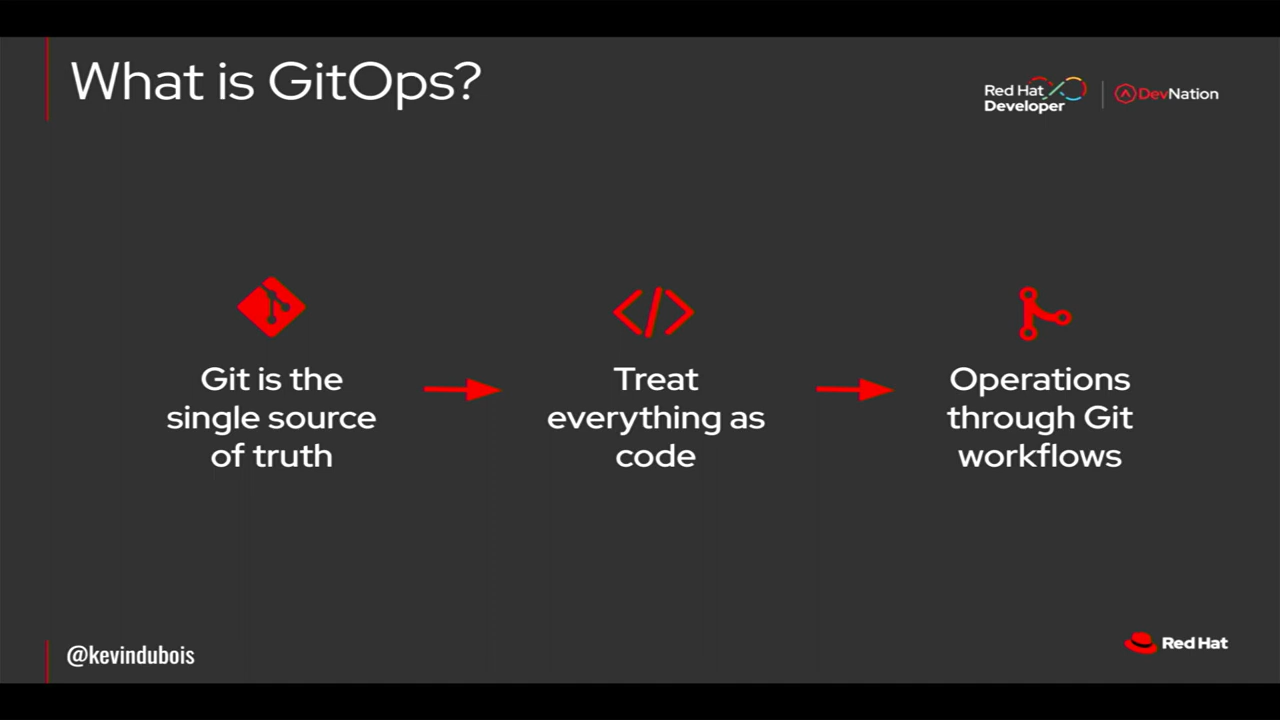 What is GitOps?
Red Hat
Developer
DevNation
Git is the
single source
of truth
Treat
everything as
code
Operations
through Git
workflows
@kevindubois
Red Hat